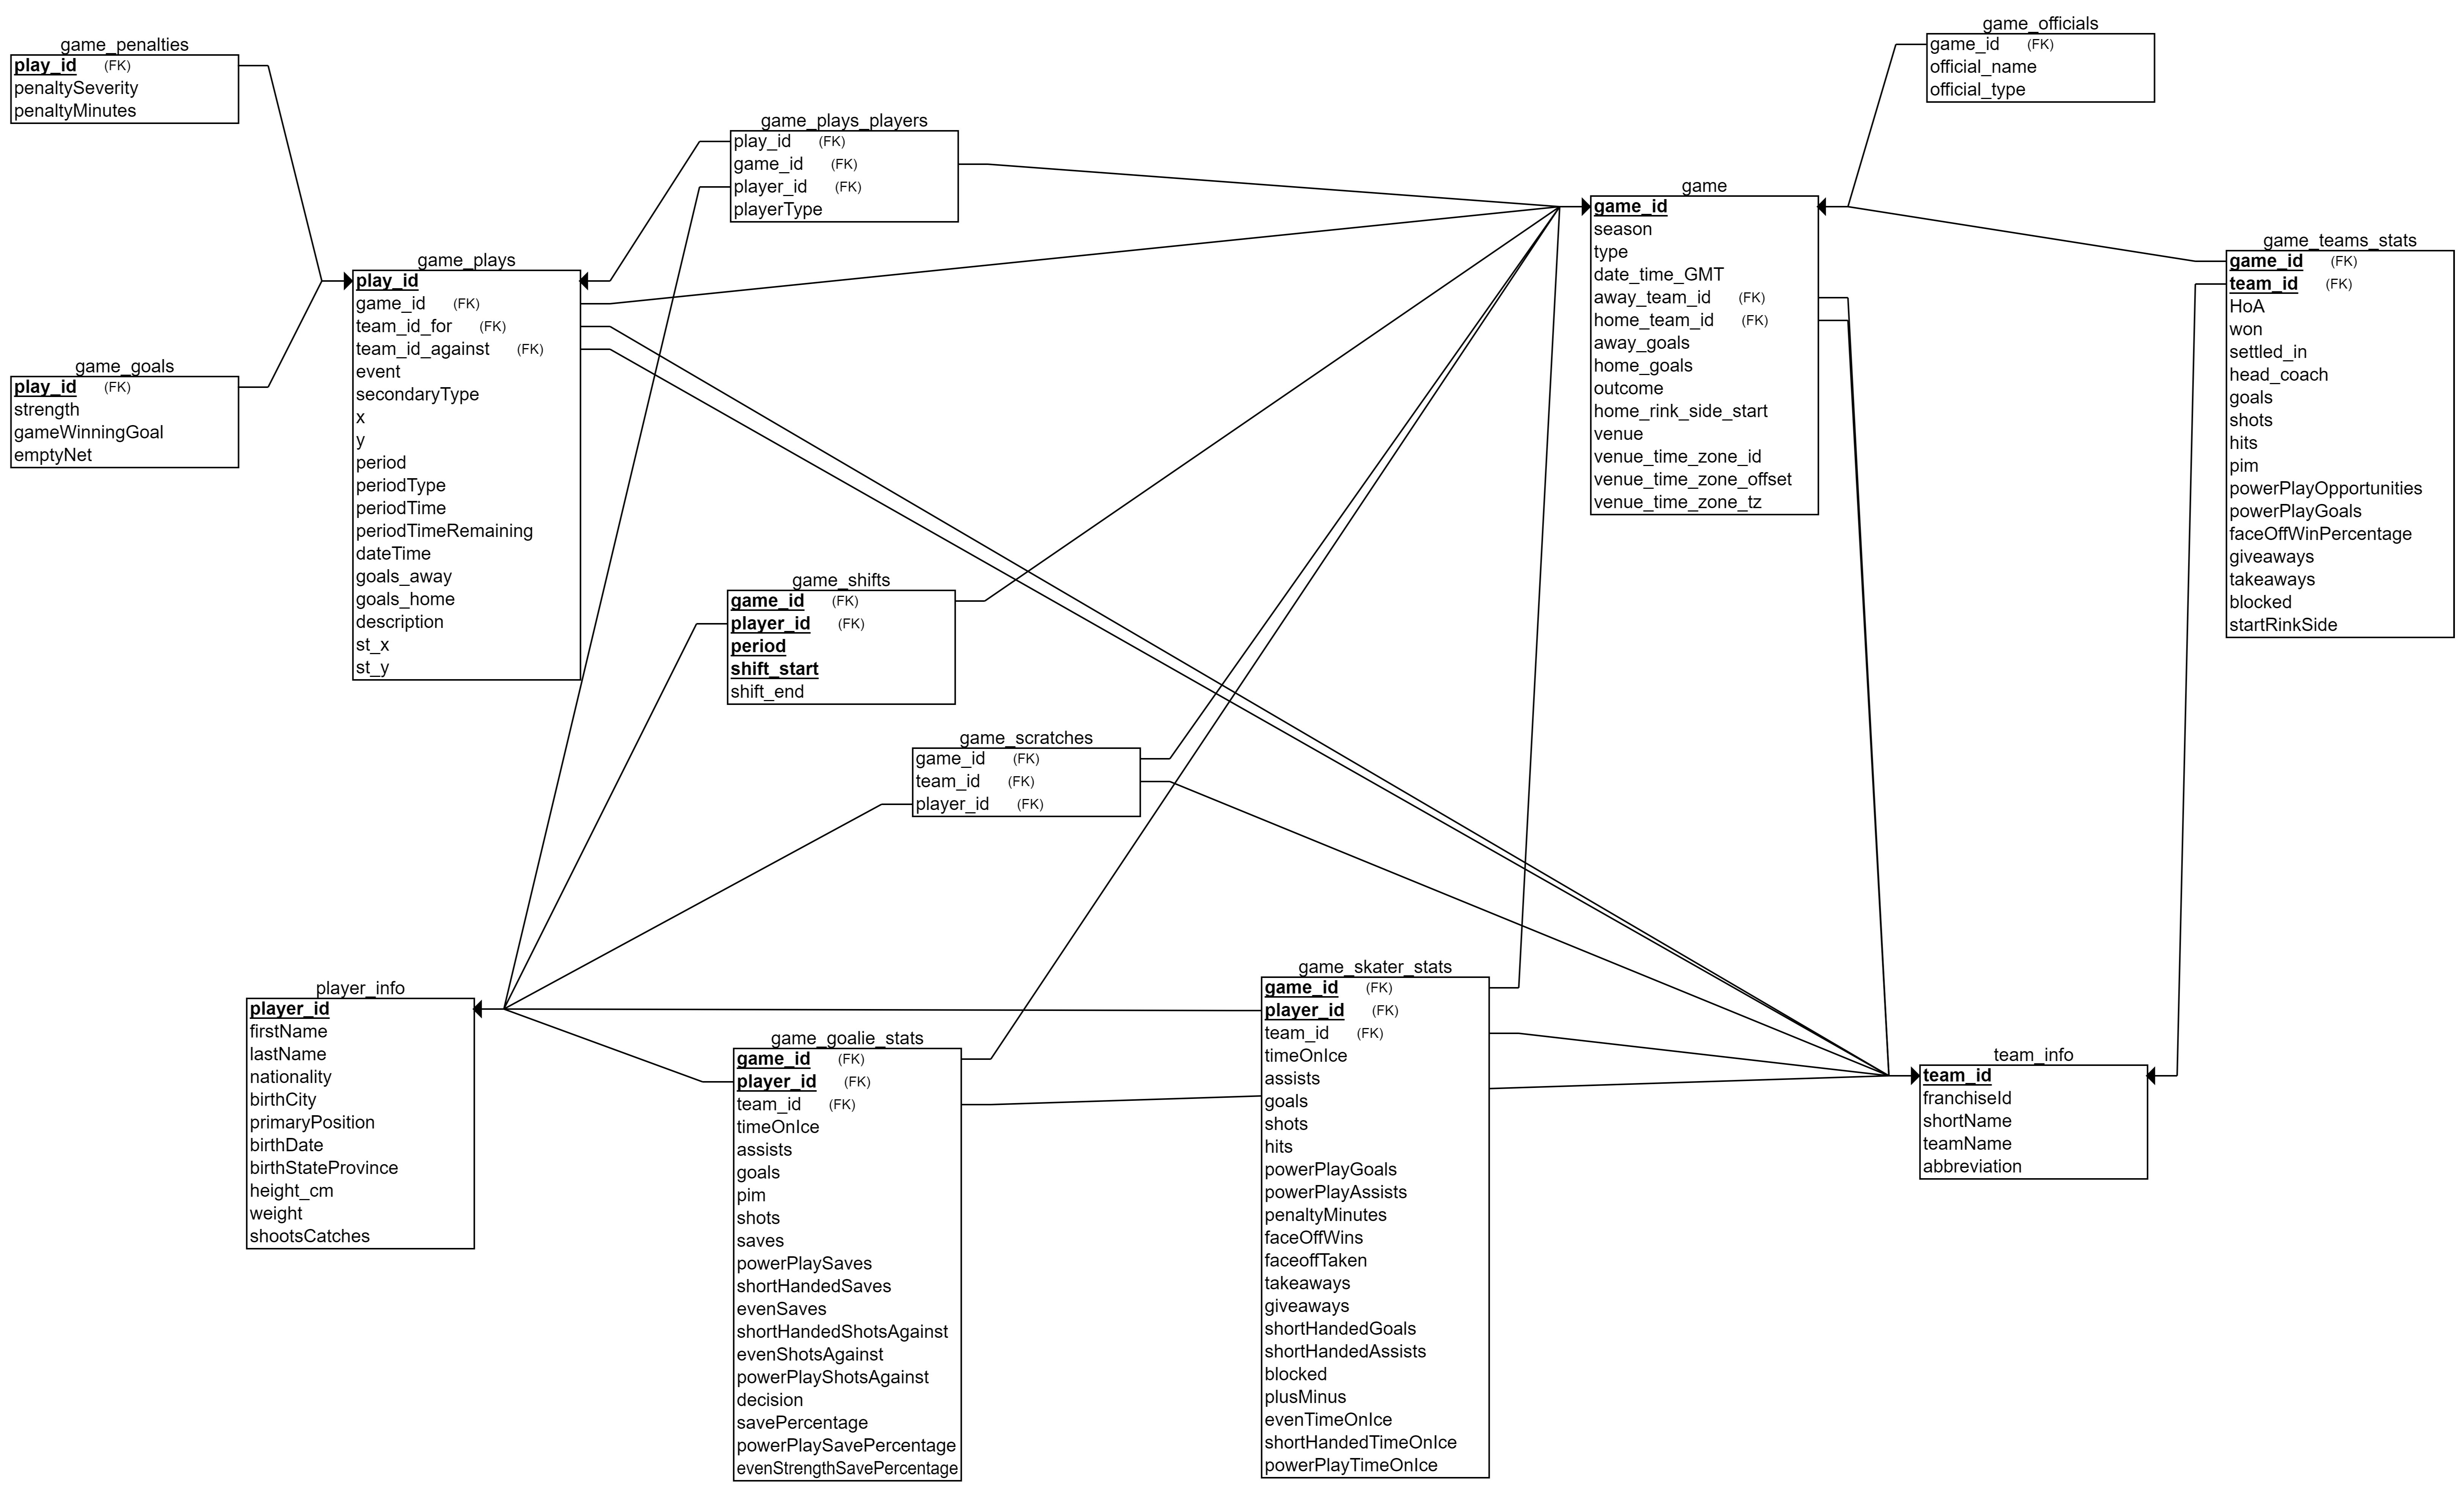 game_penalties
play_id (FK)
penaltySeverity
penaltyMinutes
game_goals
play_id (FK)
strength
gameWinningGoal
emptyNet
game_plays
play_id
game_id (FK)
team_id_for (FK)
team_id_against (FK)
event
secondaryType
x
y
period
periodType
periodTime
periodTimeRemaining
dateTime
goals_away
goals_home
description
st_x
st_y
game_plays_players
play_id (FK)
game_id (FK)
player_id (FK)
playerType
game_officials
game_id (FK)
official_name
official_type
game
game_id
season
type
date_time_GMT
away_team_id (FK)
home_team_id (FK)
away_goals
home_goals
outcome
home_rink_side_start
venue
venue_time_zone_id
venue_time_zone_offset
venue_time_zone_tz
game_teams_stats
game_id (FK)
team_id (FK)
HoA
won
settled_in
head_coach
goals
shots
hits
pim
powerPlayOpportunities
powerPlayGoals
faceOffWinPercentage
giveaways
takeaways
blocked
startRinkSide
game_shifts
game_id (FK)
player_id (FK)
period
shift_start
shift_end
game_scratches
game_id (FK)
team_id (FK)
player_id (FK)
player_info
player_id
firstName
lastName
nationality
birthCity
primaryPosition
birthDate
birthStateProvince
height_cm
weight
shootsCatches
game_goalie_stats
game_id (FK)
player_id (FK)
team_id (FK)
timeOnIce
assists
goals
pim
shots
saves
powerPlaySaves
shortHandedSaves
evenSaves
shortHandedShotsAgainst
evenShotsAgainst
powerPlayShotsAgainst
decision
savePercentage
powerPlaySavePercentage
evenStrengthSavePercentage
game_skater_stats
game_id (FK)
player_id (FK)
team_id (FK)
timeOnIce
assists
goals
shots
hits
powerPlayGoals
powerPlayAssists
penaltyMinutes
faceOffWins
faceoffTaken
takeaways
giveaways
shortHandedGoals
shortHandedAssists
blocked
plusMinus
evenTimeOnIce
shortHandedTimeOnIce
powerPlayTimeOnIce
team_info
team_id
franchiseId
shortName
teamName
abbreviation